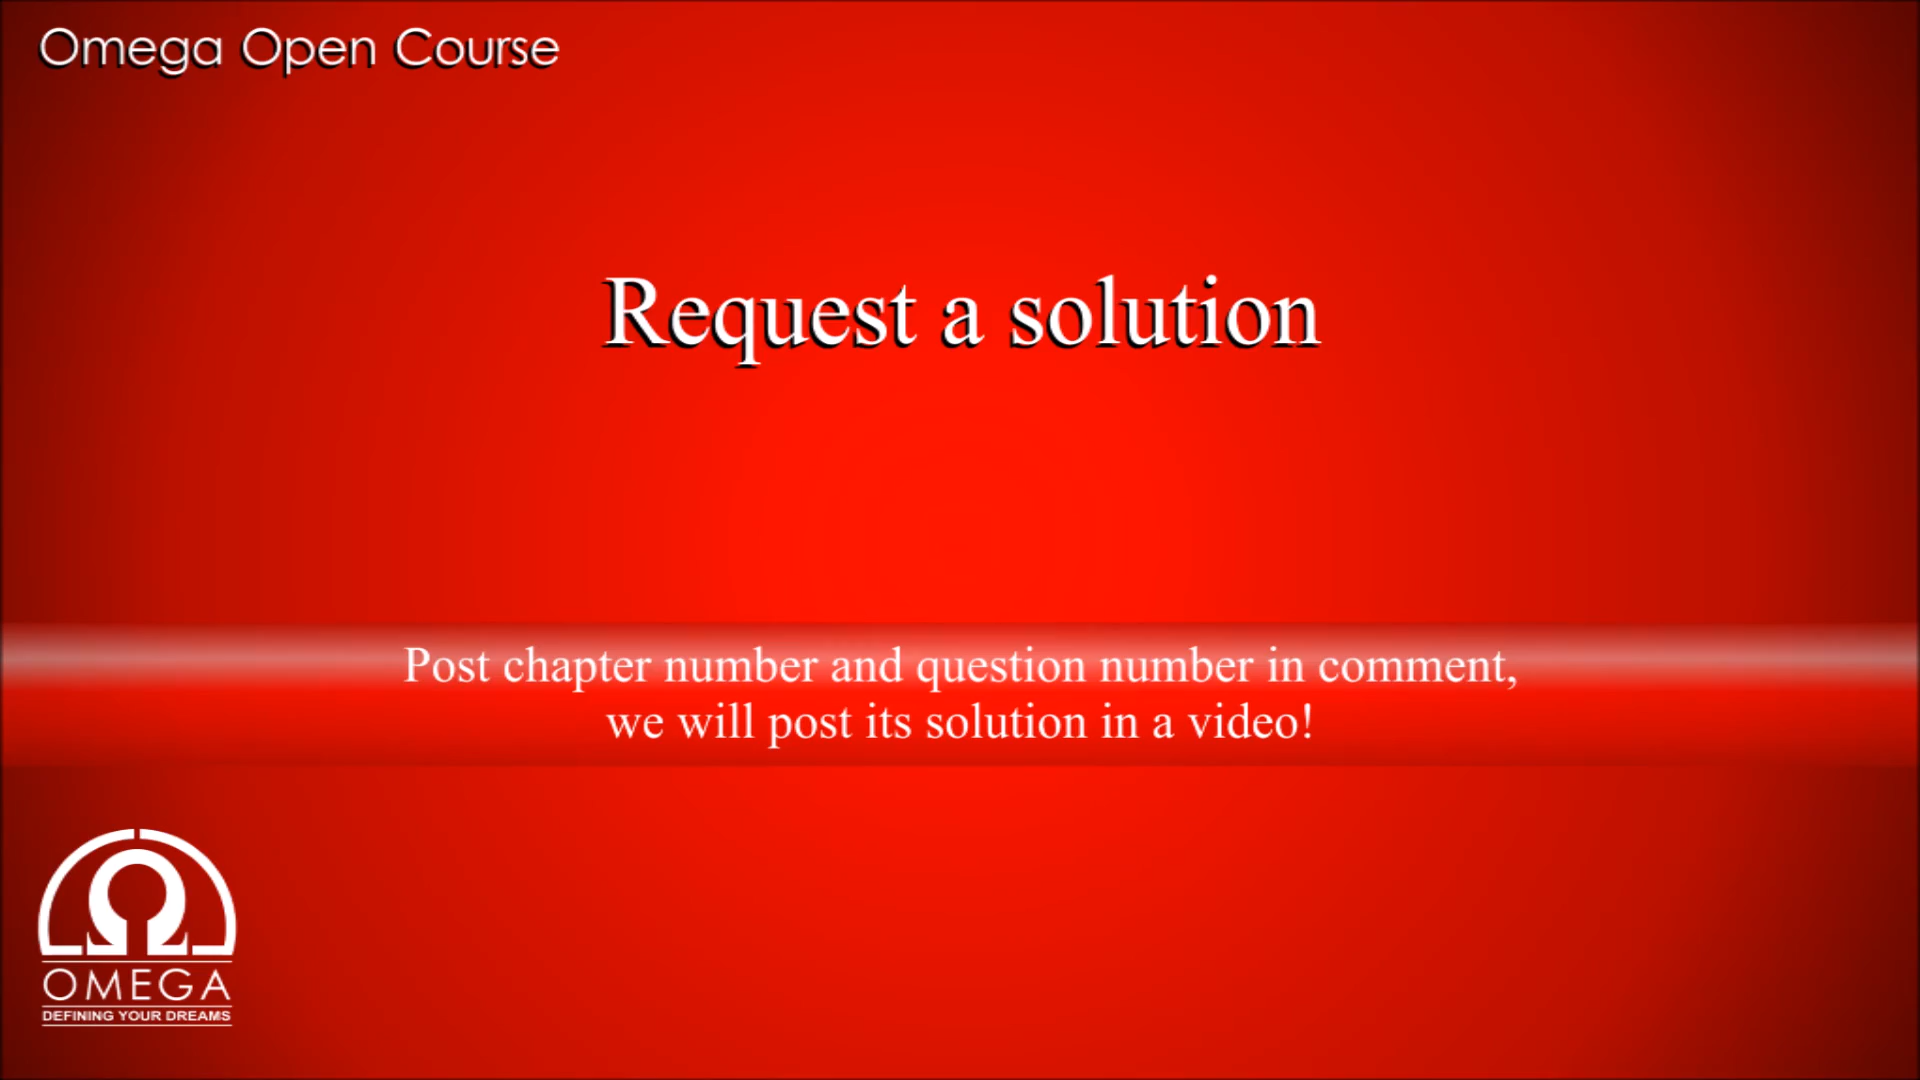 Omega Open Course
Request a solution
Post chapter number and question number in comment,
we will post its solution in a video!
OMEGA
DEFINING YOUR DREAMS